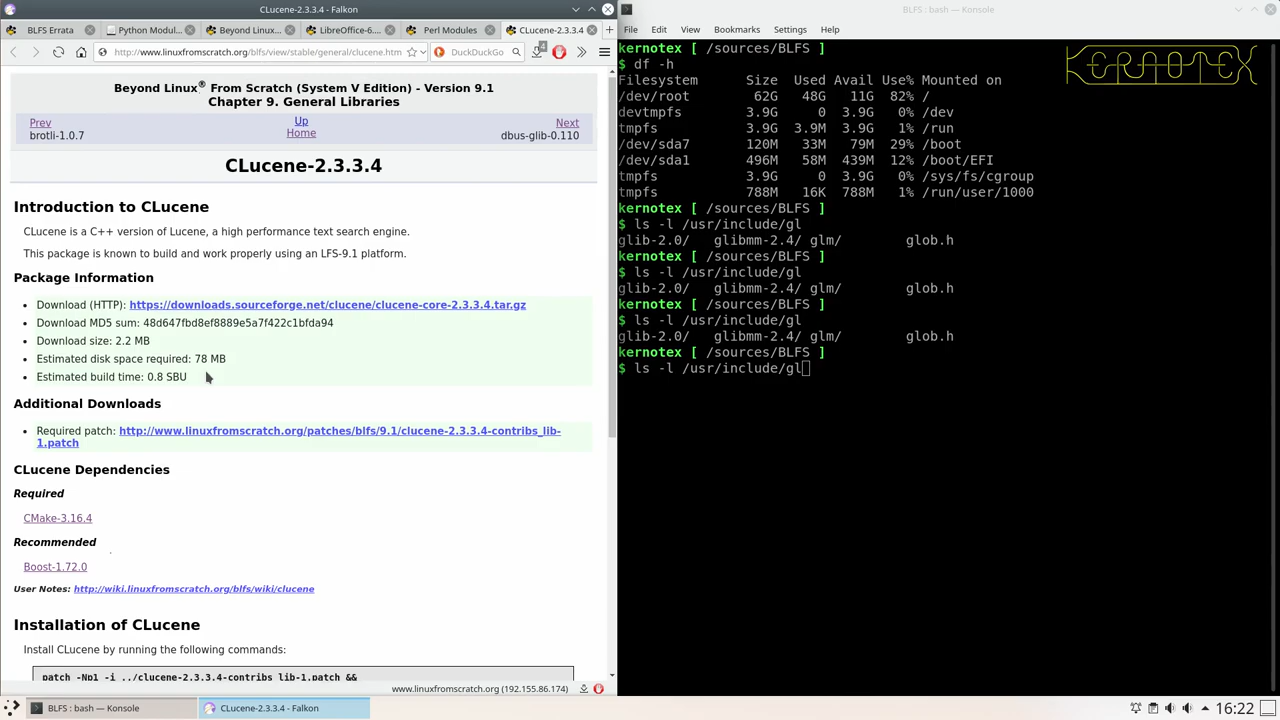 CLucene-2.3.3.4 - Falkon
BLFS Errata
Python Modul...
Beyond Linux...
LibreOffice-6...
Perl Modules
CLucene-2.3.3.4
http://www.linuxfromscratch.org/blfs/view/stable/general/clucene.htm
DuckDuckGo
4
Beyond Linux® From Scratch (System V Edition) - Version 9.1
Chapter 9. General Libraries
Prev
Up
Next
brotli-1.0.7
Home
dbus-glib-0.110
CLucene-2.3.3.4
Introduction to CLucene
CLucene is a C++ version of Lucene, a high performance text search engine.
This package is known to build and work properly using an LFS-9.1 platform.
Package Information
Download (HTTP): https://downloads.sourceforge.net/clucene/clucene-core-2.3.3.4.tar.gz
Download MD5 sum: 48d647fbd8ef8889e5a7f422c1bfda94
Download size: 2.2 MB
Estimated disk space required: 78 MB
Estimated build time: 0.8 SBU
Additional Downloads
Required patch: http://www.linuxfromscratch.org/patches/blfs/9.1/clucene-2.3.3.4-contribs_lib-
1.patch
CLucene Dependencies
Required
CMake-3.16.4
Recommended
Boost-1.72.0
User Notes: http://wiki.linuxfromscratch.org/blfs/wiki/clucene
Installation of CLucene
Install CLucene by running the following commands:
patch -Np1 -i ../clucene-2.3.3.4-contribs_lib-1.patch &&
www.linuxfromscratch.org (192.155.86.174)
BLFS : bash — Konsole
File Edit View Bookmarks Settings Help
KERNOTEX
kernotex [ /sources/BLFS ]
$ df -h
Filesystem Size Used Avail Use% Mounted on
/dev/root 62G 48G 11G 82% /
devtmpfs 3.9G 0 3.9G 0% /dev
tmpfs 3.9G 3.9M 3.9G 1% /run
/dev/sda7 120M 33M 79M 29% /boot
/dev/sda1 496M 58M 439M 12% /boot/EFI
tmpfs 3.9G 0 3.9G 0% /sys/fs/cgroup
tmpfs 788M 16K 788M 1% /run/user/1000
kernotex [ /sources/BLFS ]
$ ls -l /usr/include/gl
glib-2.0/ glibmm-2.4/ glm/ glob.h
kernotex [ /sources/BLFS ]
$ ls -l /usr/include/gl
glib-2.0/ glibmm-2.4/ glm/ glob.h
kernotex [ /sources/BLFS ]
$ ls -l /usr/include/gl
glib-2.0/ glibmm-2.4/ glm/ glob.h
kernotex [ /sources/BLFS ]
$ ls -l /usr/include/gl
BLFS : bash — Konsole
CLucene-2.3.3.4 - Falkon
16:22